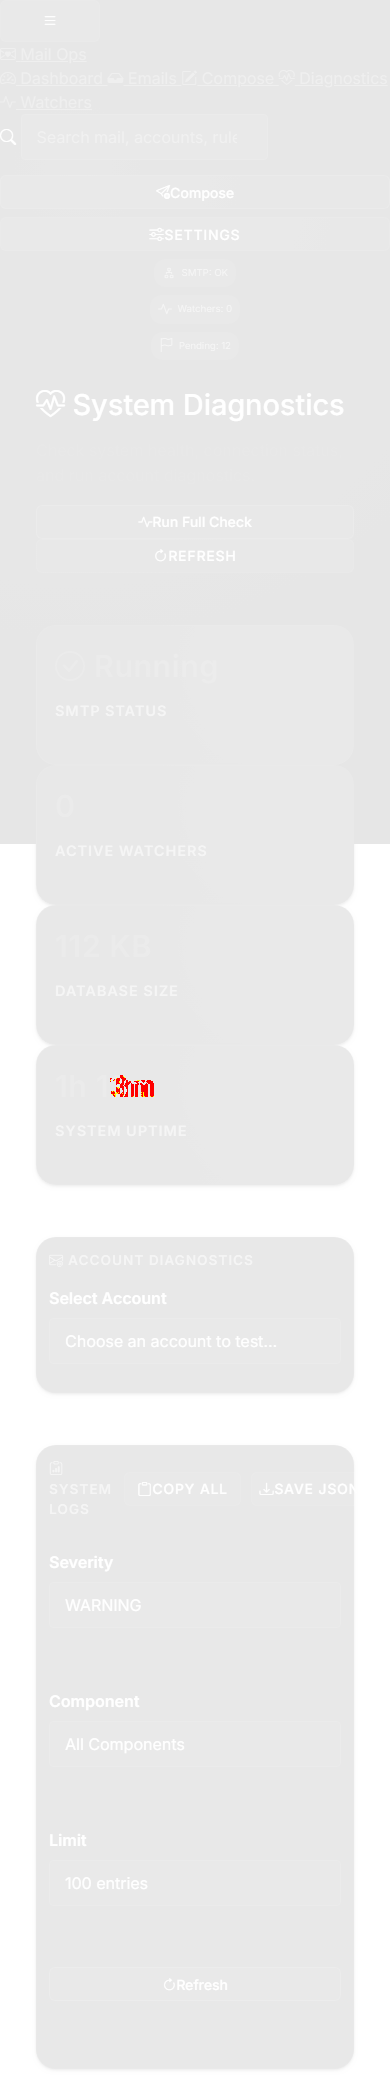 Mail Ops
Dashboard Emails Compose Diagnostics
Watchers
Search mail, accounts, rule
Compose
SETTINGS
SMTP: OK
Watchers: 0
Pending: 12
System Diagnostics
Run Full Check
REFRESH
Running
SMTP STATUS
0
ACTIVE WATCHERS
112 KB
DATABASE SIZE
1h
SYSTEM UPTIME
ACCOUNT DIAGNOSTICS
Select Account
Choose an account to test...
SYSTEM LOGS
COPY ALL
SAVE JSON
Severity
WARNING
Component
All Components
Limit
100 entries
Refresh